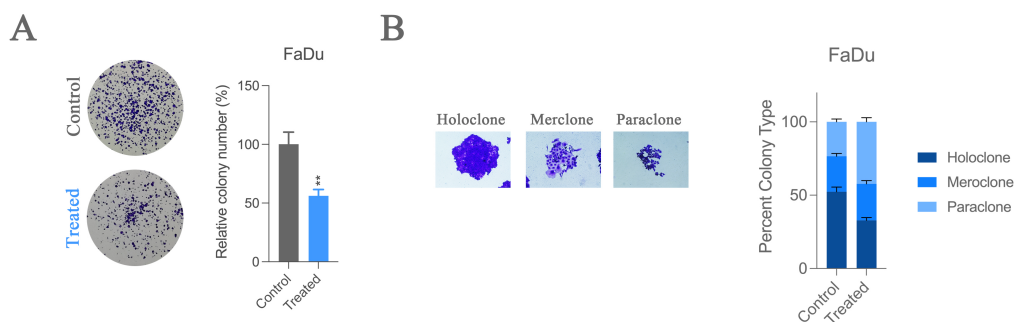 A
Control
Treated
FaDu
Relative colony number (%)
150
100
50
0
**
Control
Treated
B
Holoclone
Merclone
Paraclone
FaDu
Percent Colony Type
100
50
0
Control
Treated
Holoclone
Meroclone
Paraclone